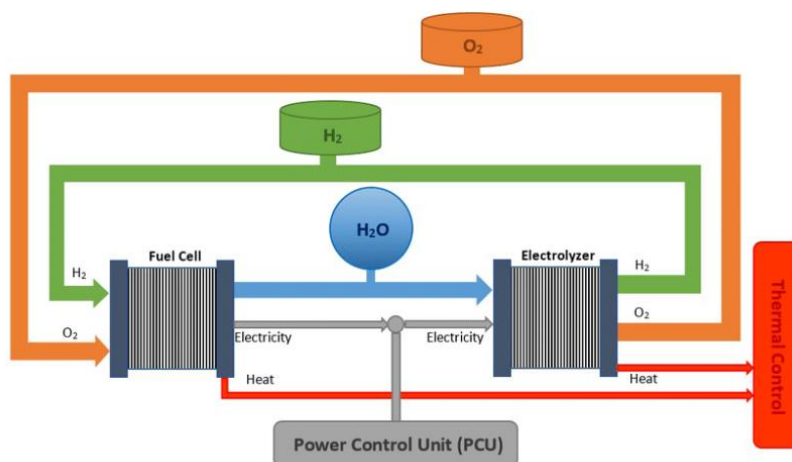 O₂
H₂
H₂O
Fuel Cell
Electrolyzer
H₂
H₂
O₂
O₂
Electricity
Electricity
Heat
Heat
Thermal Control
Power Control Unit (PCU)